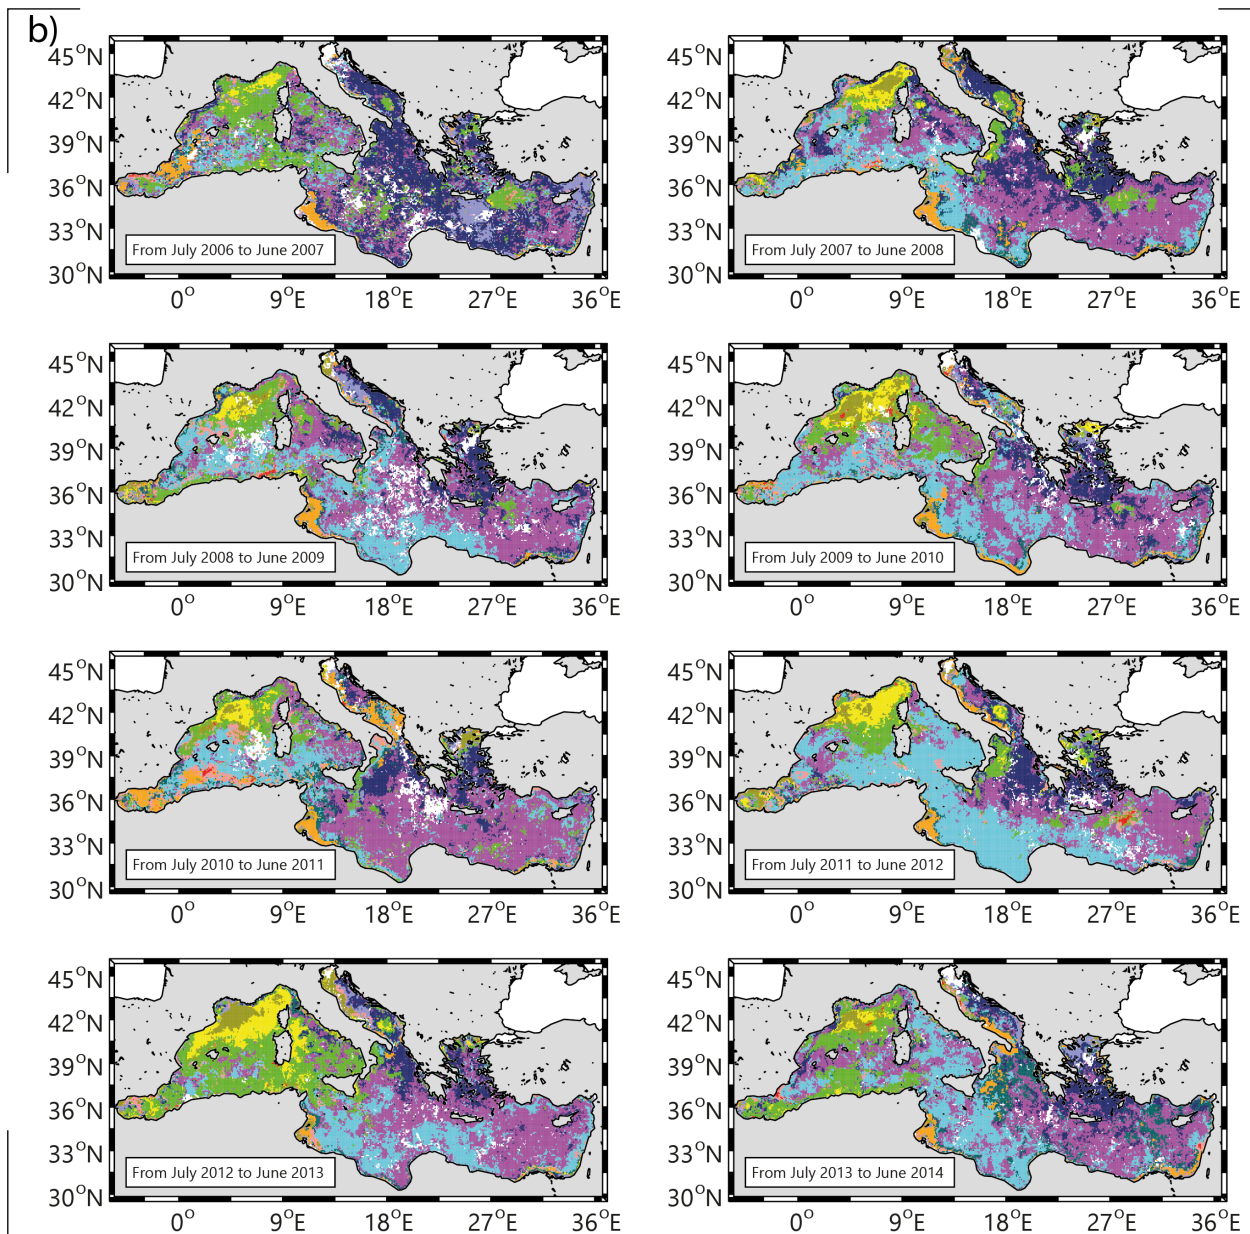 b)
45°N 45°N
42°N 42°N
39°N 39°N
36°N 36°N
33°N 33°N
From July 2006 to June 2007 From July 2007 to June 2008
30°N 30°N
0° 9°E 18°E 27°E 36°E 0° 9°E 18°E 27°E 36°E
45°N 45°N
42°N 42°N
39°N 39°N
36°N 36°N
33°N 33°N
From July 2008 to June 2009 From July 2009 to June 2010
30°N 30°N
0° 9°E 18°E 27°E 36°E 0° 9°E 18°E 27°E 36°E
45°N 45°N
42°N 42°N
39°N 39°N
36°N 36°N
33°N 33°N
From July 2010 to June 2011 From July 2011 to June 2012
30°N 30°N
0° 9°E 18°E 27°E 36°E 0° 9°E 18°E 27°E 36°E
45°N 45°N
42°N 42°N
39°N 39°N
36°N 36°N
33°N 33°N
From July 2012 to June 2013 From July 2013 to June 2014
30°N 30°N
0° 9°E 18°E 27°E 36°E 0° 9°E 18°E 27°E 36°E